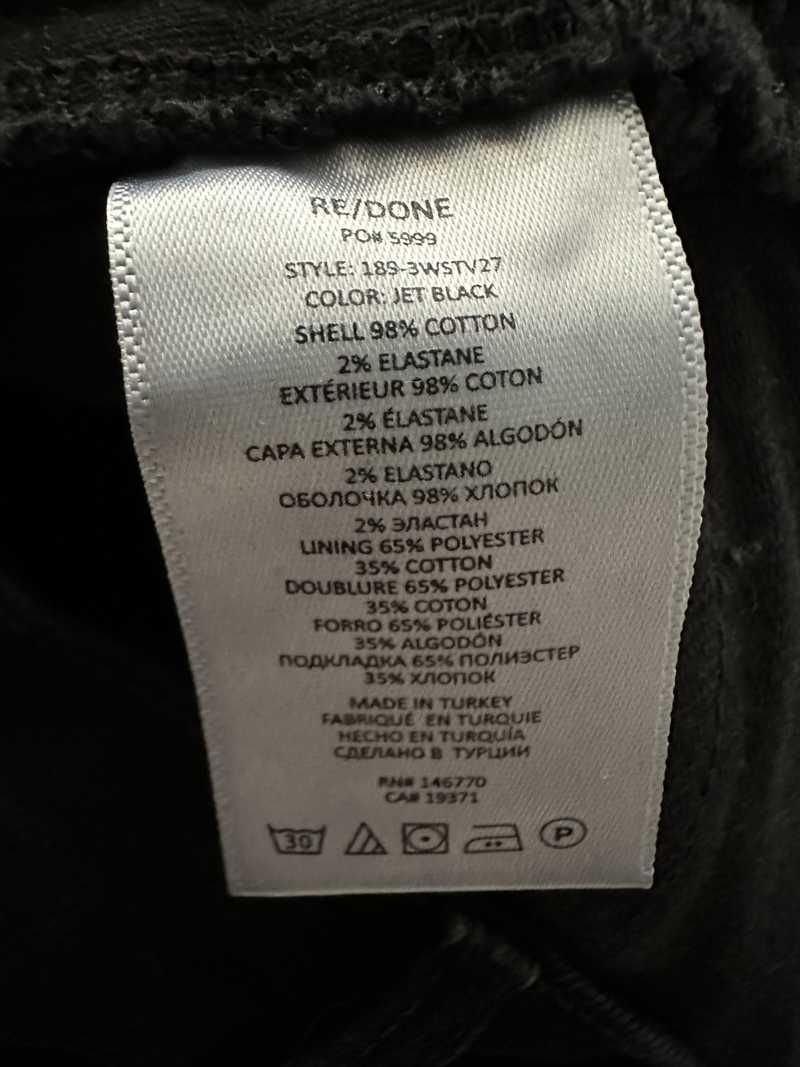 RE/DONE
PO# 5999
STYLE: 189-3WSTV27
COLOR: JET BLACK
SHELL 98% COTTON
2% ELASTANE
EXTÉRIEUR 98% COTON
2% ÉLASTANE
CAPA EXTERNA 98% ALGODÓN
2% ELASTANO
ОБОЛОЧКА 98% ХЛОПОК
2% ЭЛАСТАН
LINING 65% POLYESTER
35% COTTON
DOUBLURE 65% POLYESTER
35% COTON
FORRO 65% POLIÉSTER
35% ALGODÓN
ПОДКЛАДКА 65% ПОЛИЭСТЕР
35% ХЛОПОК
MADE IN TURKEY
FABRIQUÉ EN TURQUIE
HECHO EN TURQUÍA
СДЕЛАНО В ТУРЦИИ
RN# 146770
CA# 19371
30 P